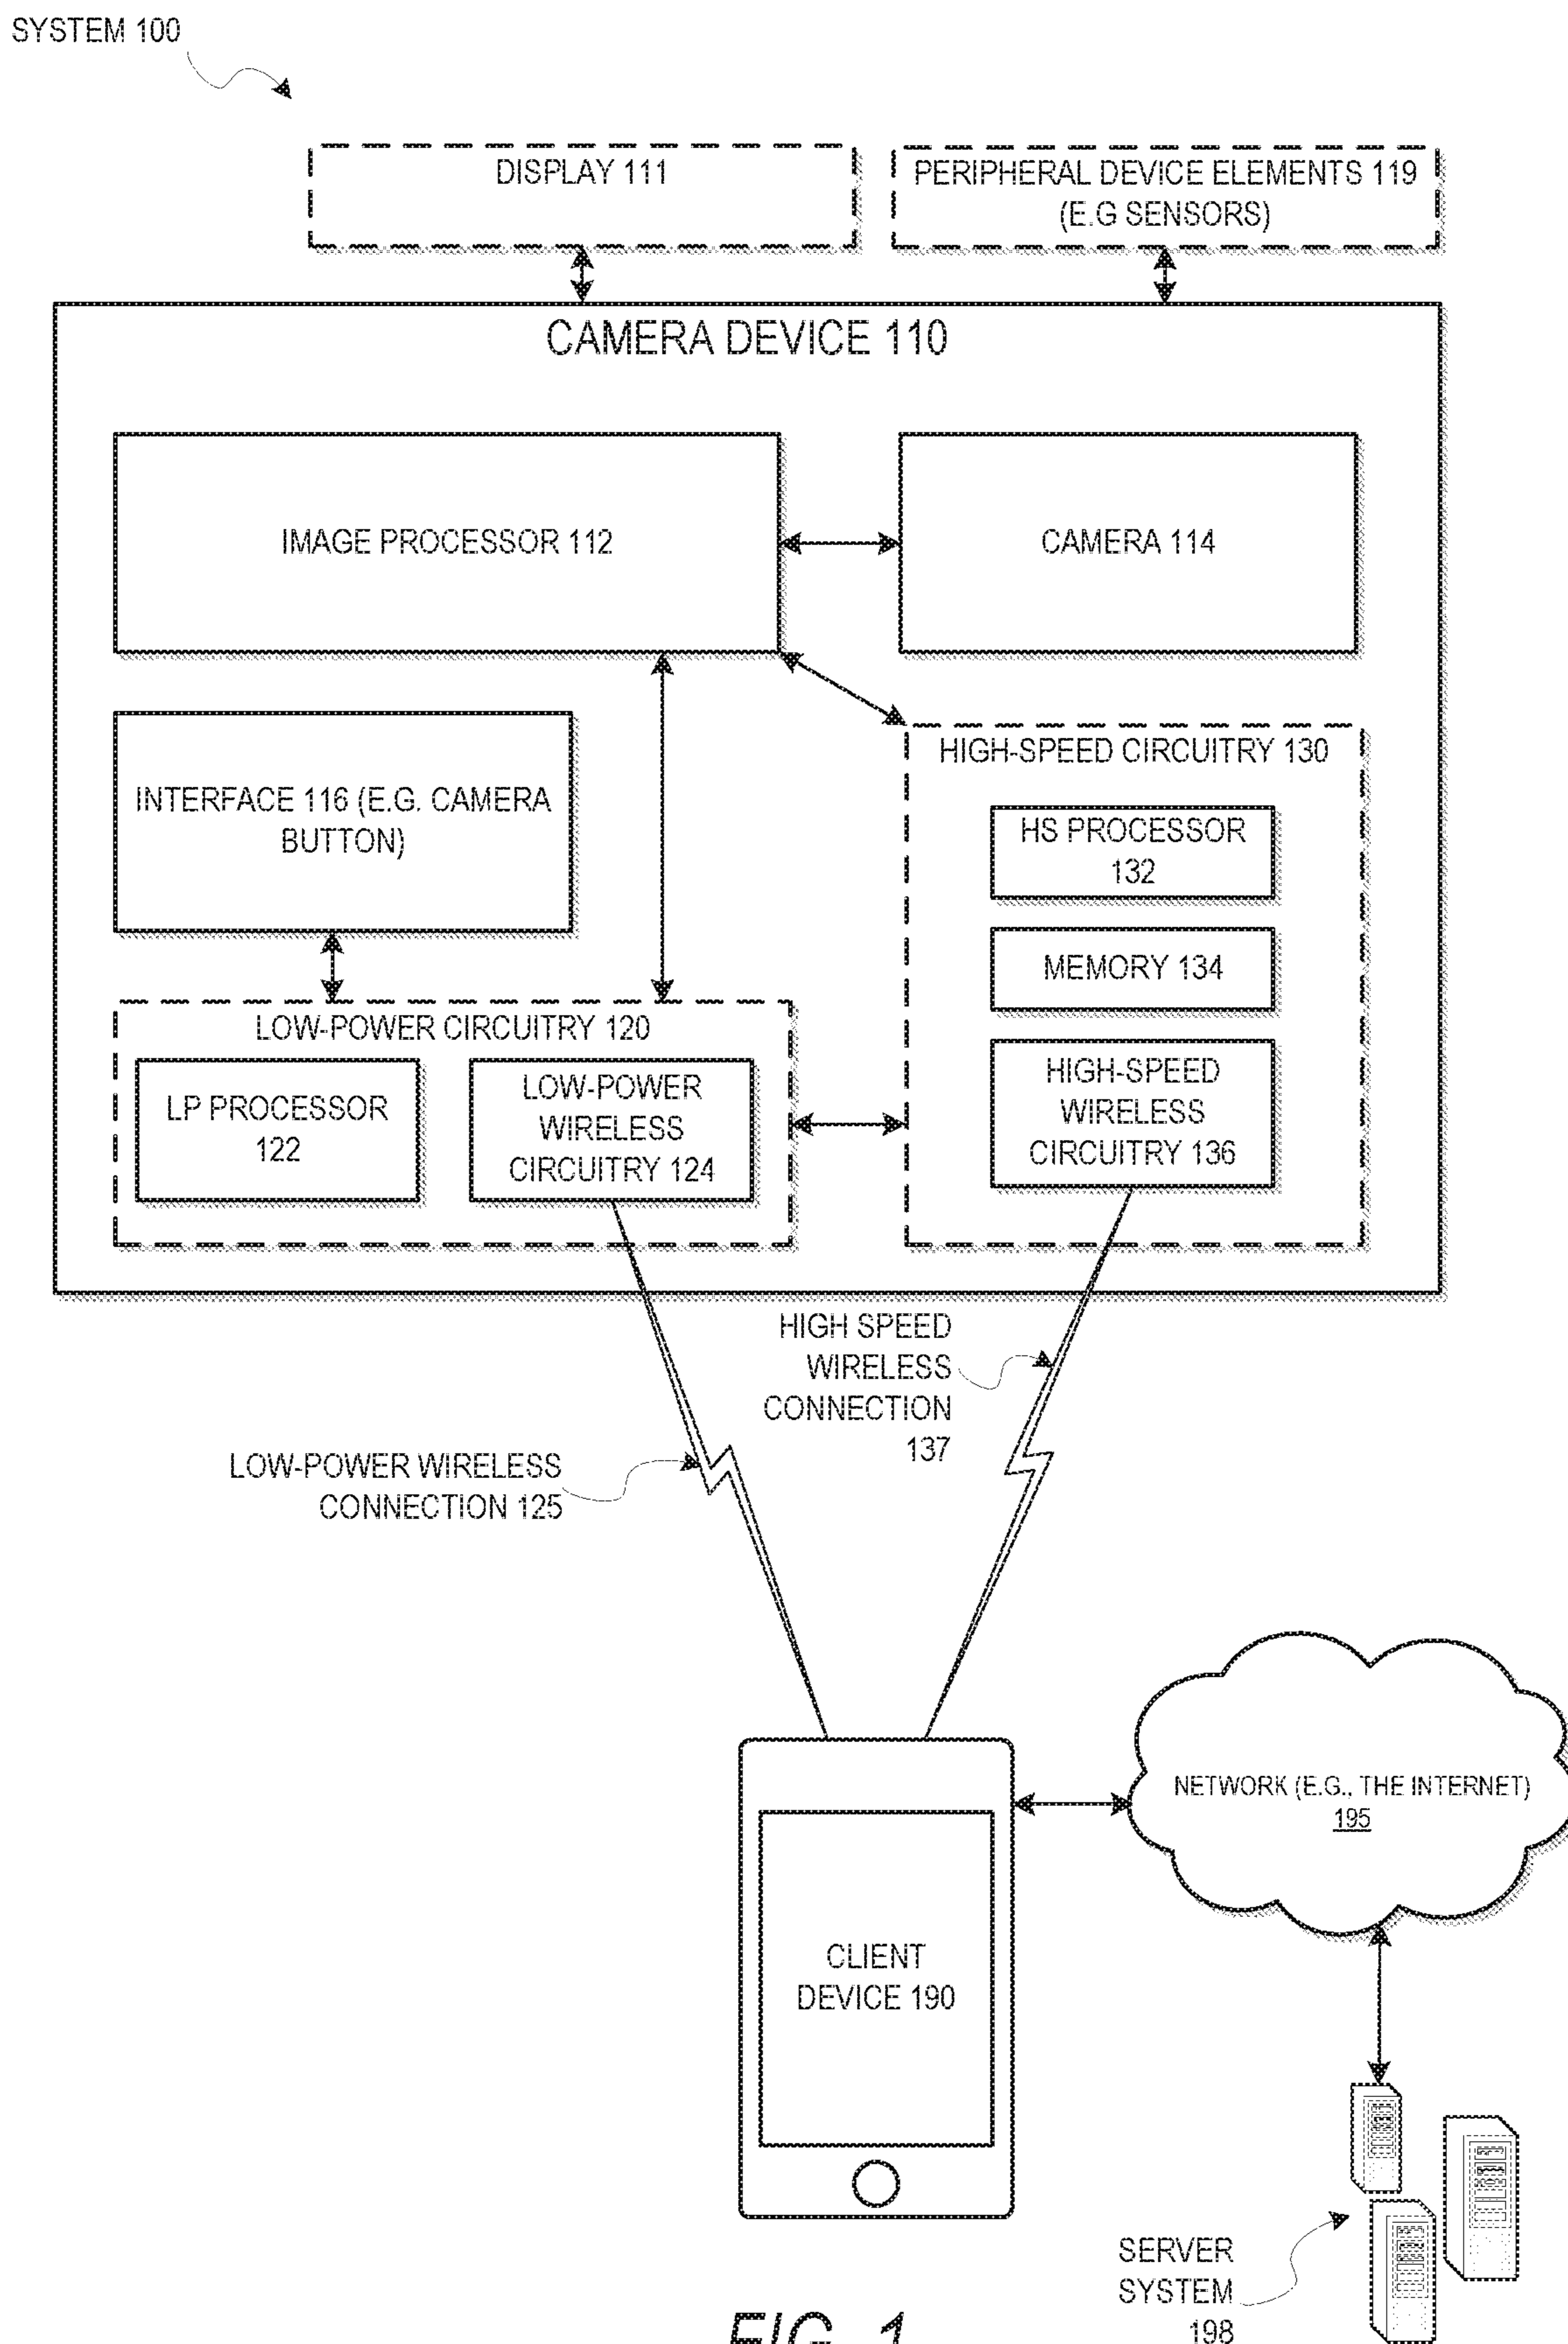 SYSTEM 100
DISPLAY 111
PERIPHERAL DEVICE ELEMENTS 119
(E.G SENSORS)
CAMERA DEVICE 110
IMAGE PROCESSOR 112
CAMERA 114
INTERFACE 116 (E.G. CAMERA
BUTTON)
HIGH-SPEED CIRCUITRY 130
HS PROCESSOR
132
MEMORY 134
HIGH-SPEED
WIRELESS
CIRCUITRY 136
LOW-POWER CIRCUITRY 120
LP PROCESSOR
122
LOW-POWER
WIRELESS
CIRCUITRY 124
HIGH SPEED
WIRELESS
CONNECTION
137
LOW-POWER WIRELESS
CONNECTION 125
NETWORK (E.G., THE INTERNET)
195
CLIENT
DEVICE 190
SERVER
SYSTEM
198
FIG. 1